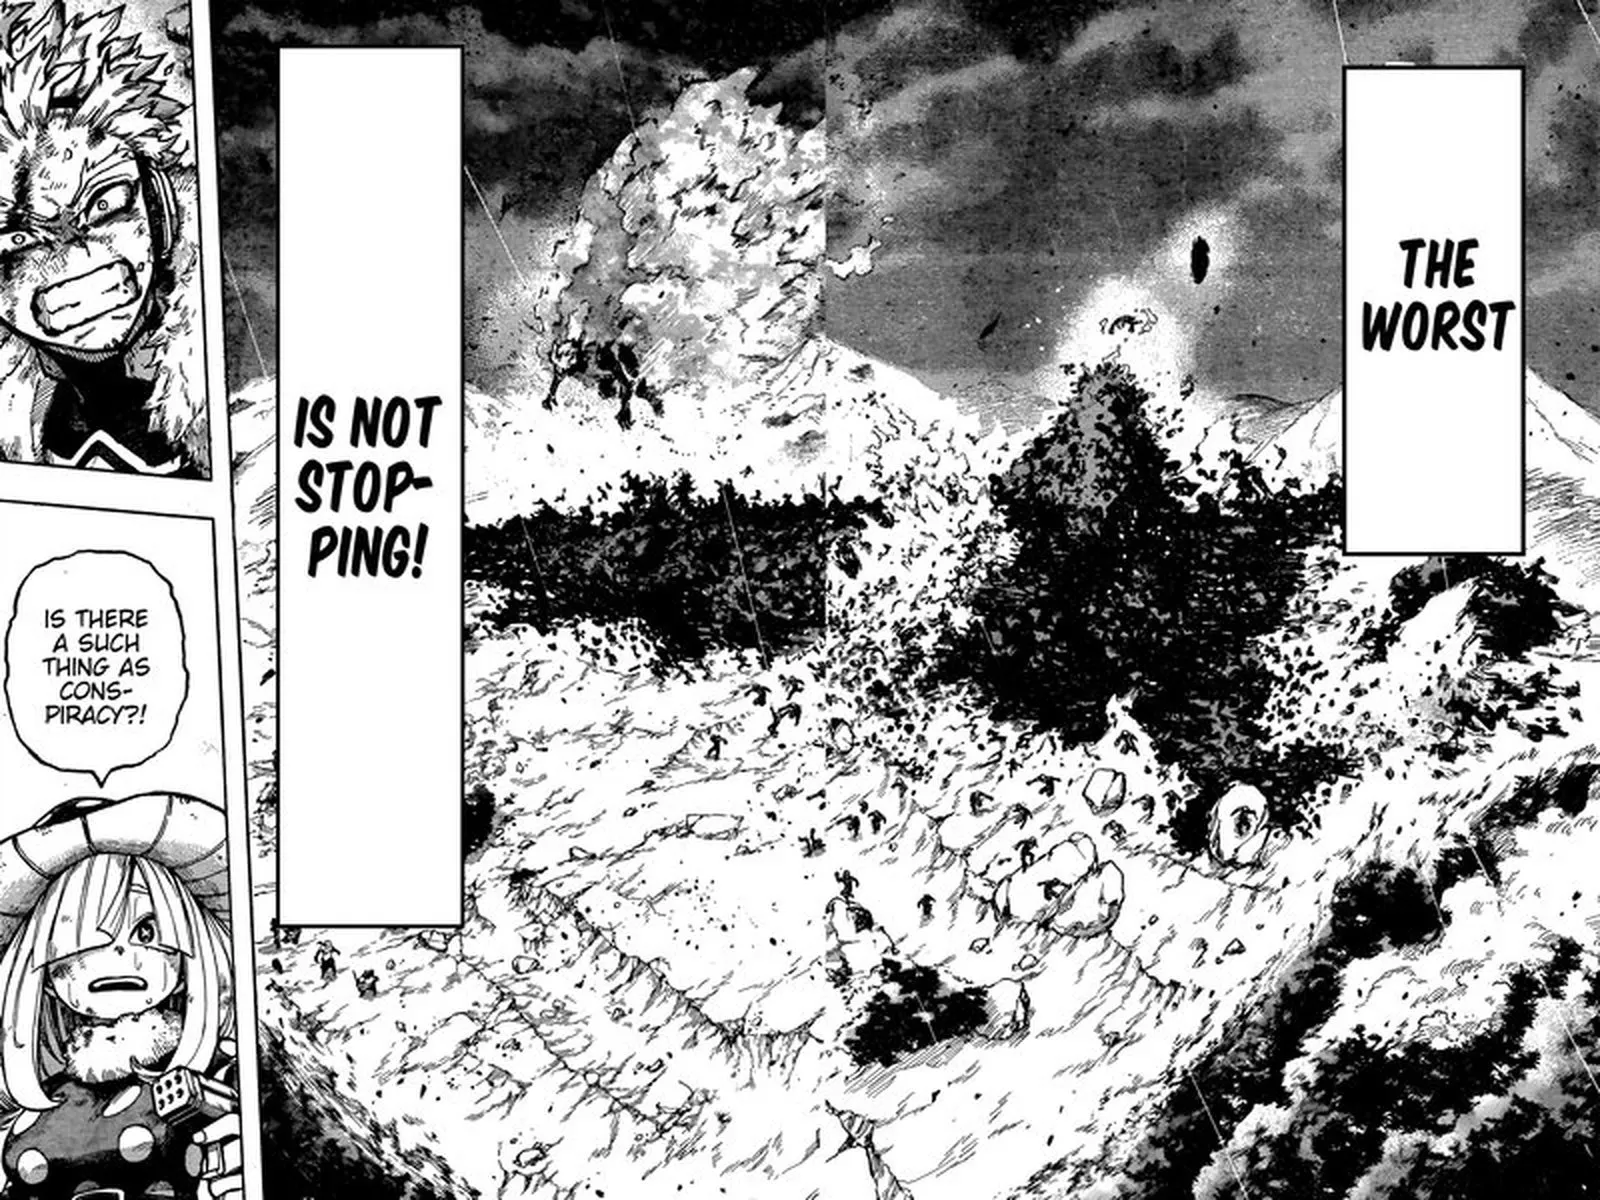 THE
WORST
IS NOT
STOP-
PING!
IS THERE
A SUCH
THING AS
CONS-
PIRACY?!